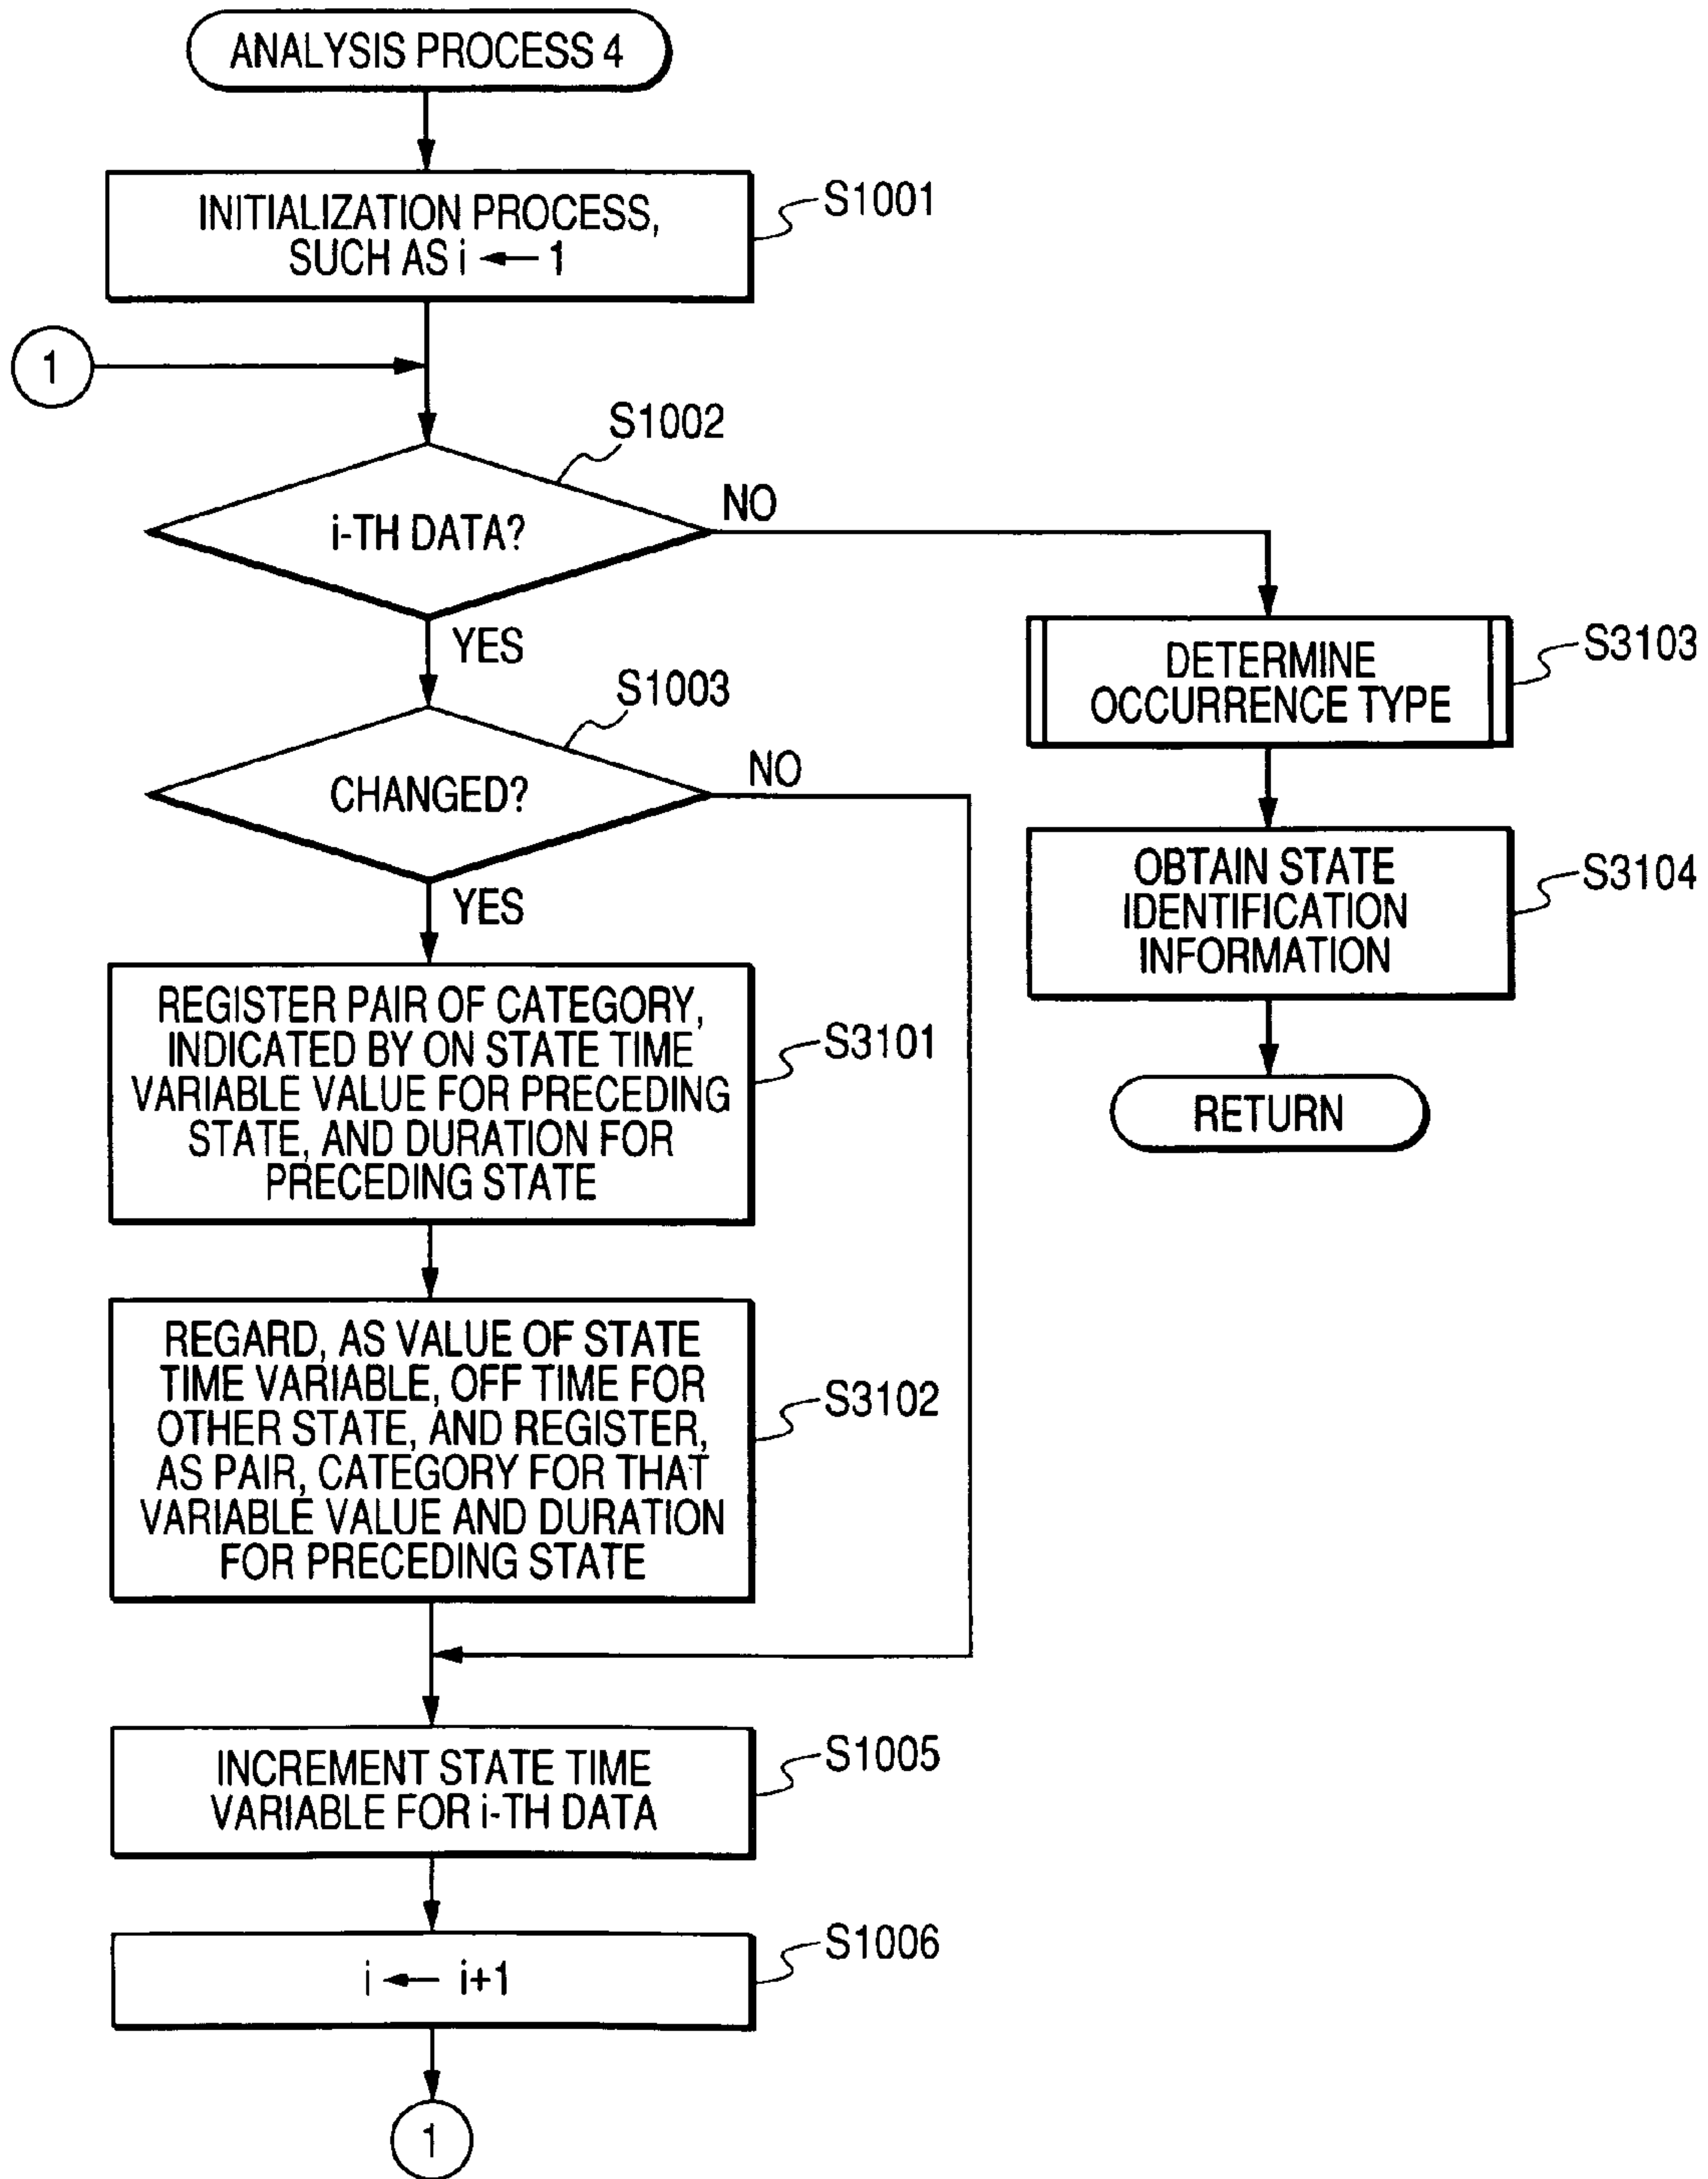 ANALYSIS PROCESS 4
INITIALIZATION PROCESS,
SUCH AS i ← 1
S1001
1
S1002
i-TH DATA?
NO
YES
S1003
CHANGED?
NO
YES
DETERMINE
OCCURRENCE TYPE
S3103
OBTAIN STATE
IDENTIFICATION
INFORMATION
S3104
RETURN
REGISTER PAIR OF CATEGORY,
INDICATED BY ON STATE TIME
VARIABLE VALUE FOR PRECEDING
STATE, AND DURATION FOR
PRECEDING STATE
S3101
REGARD, AS VALUE OF STATE
TIME VARIABLE, OFF TIME FOR
OTHER STATE, AND REGISTER,
AS PAIR, CATEGORY FOR THAT
VARIABLE VALUE AND DURATION
FOR PRECEDING STATE
S3102
INCREMENT STATE TIME
VARIABLE FOR i-TH DATA
S1005
i ← i+1
S1006
1